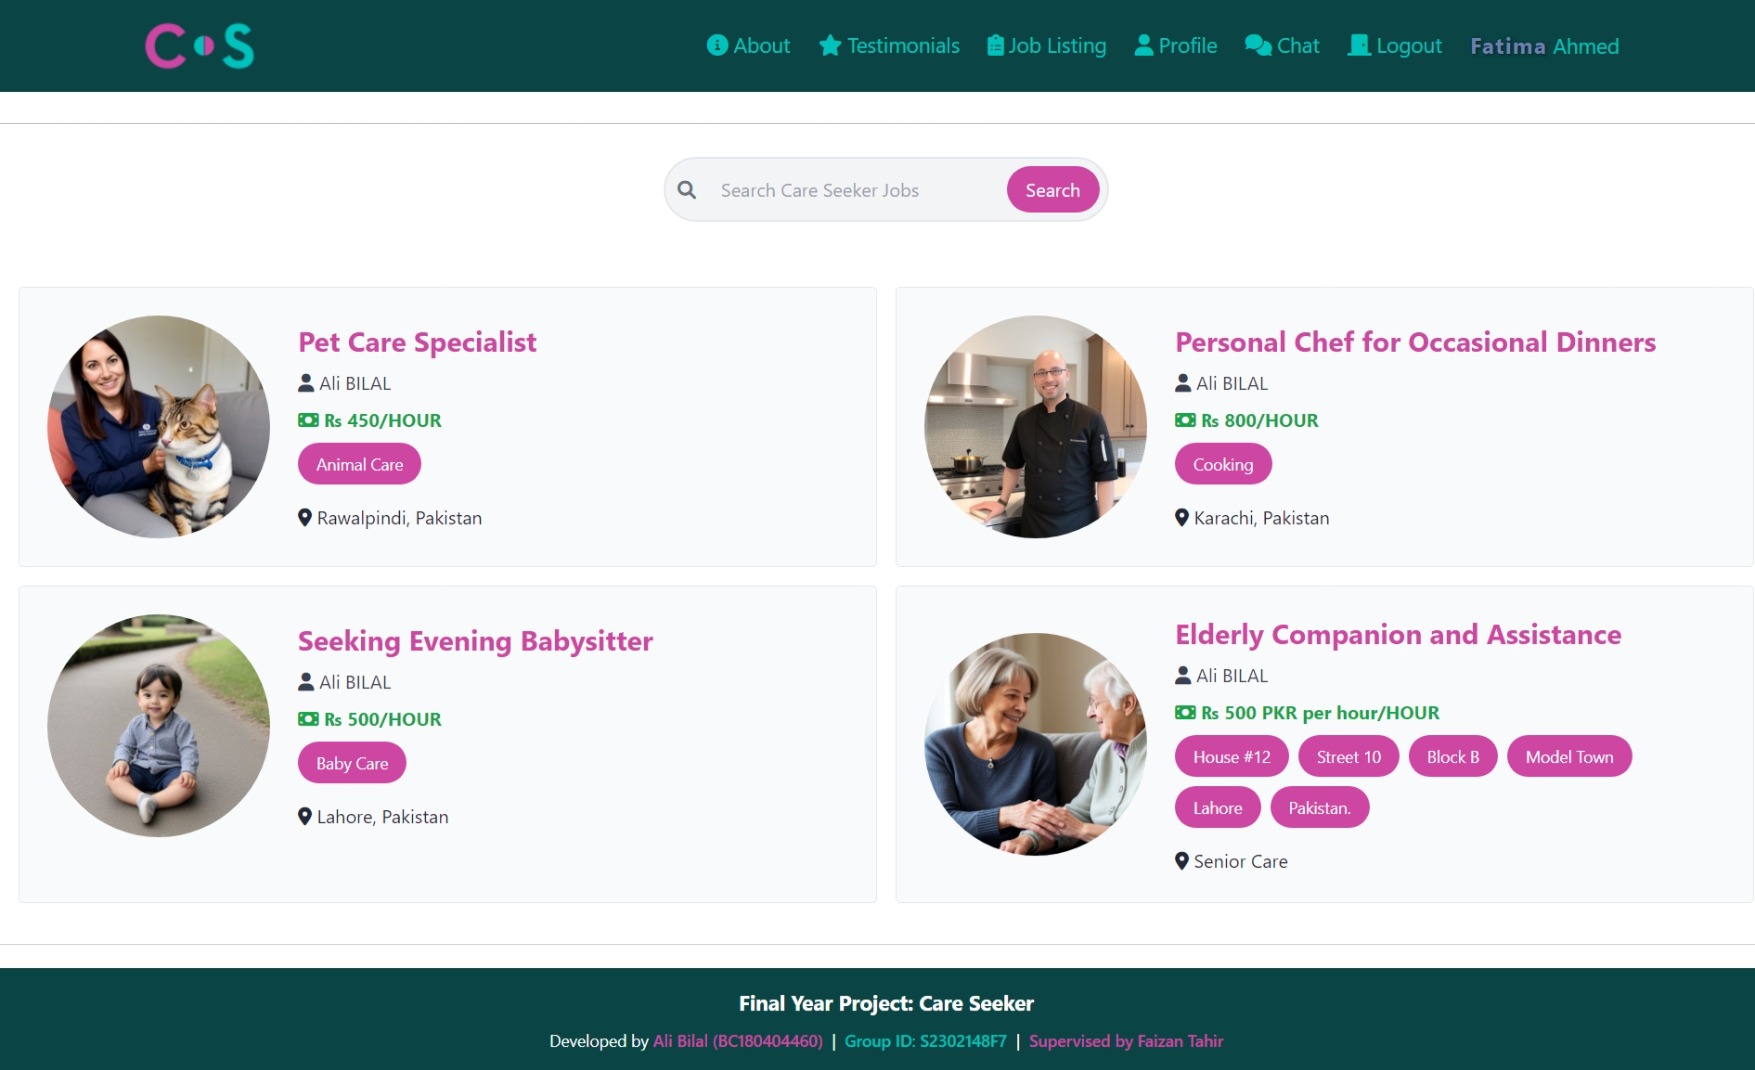 C S
About Testimonials Job Listing Profile Chat Logout Fatima Ahmed
Search Care Seeker Jobs Search
Pet Care Specialist
Ali BILAL
Rs 450/HOUR
Animal Care
Rawalpindi, Pakistan
Personal Chef for Occasional Dinners
Ali BILAL
Rs 800/HOUR
Cooking
Karachi, Pakistan
Seeking Evening Babysitter
Ali BILAL
Rs 500/HOUR
Baby Care
Lahore, Pakistan
Elderly Companion and Assistance
Ali BILAL
Rs 500 PKR per hour/HOUR
House #12 Street 10 Block B Model Town
Lahore Pakistan.
Senior Care
Final Year Project: Care Seeker
Developed by Ali Bilal (BC180404460) | Group ID: S2302148F7 | Supervised by Faizan Tahir